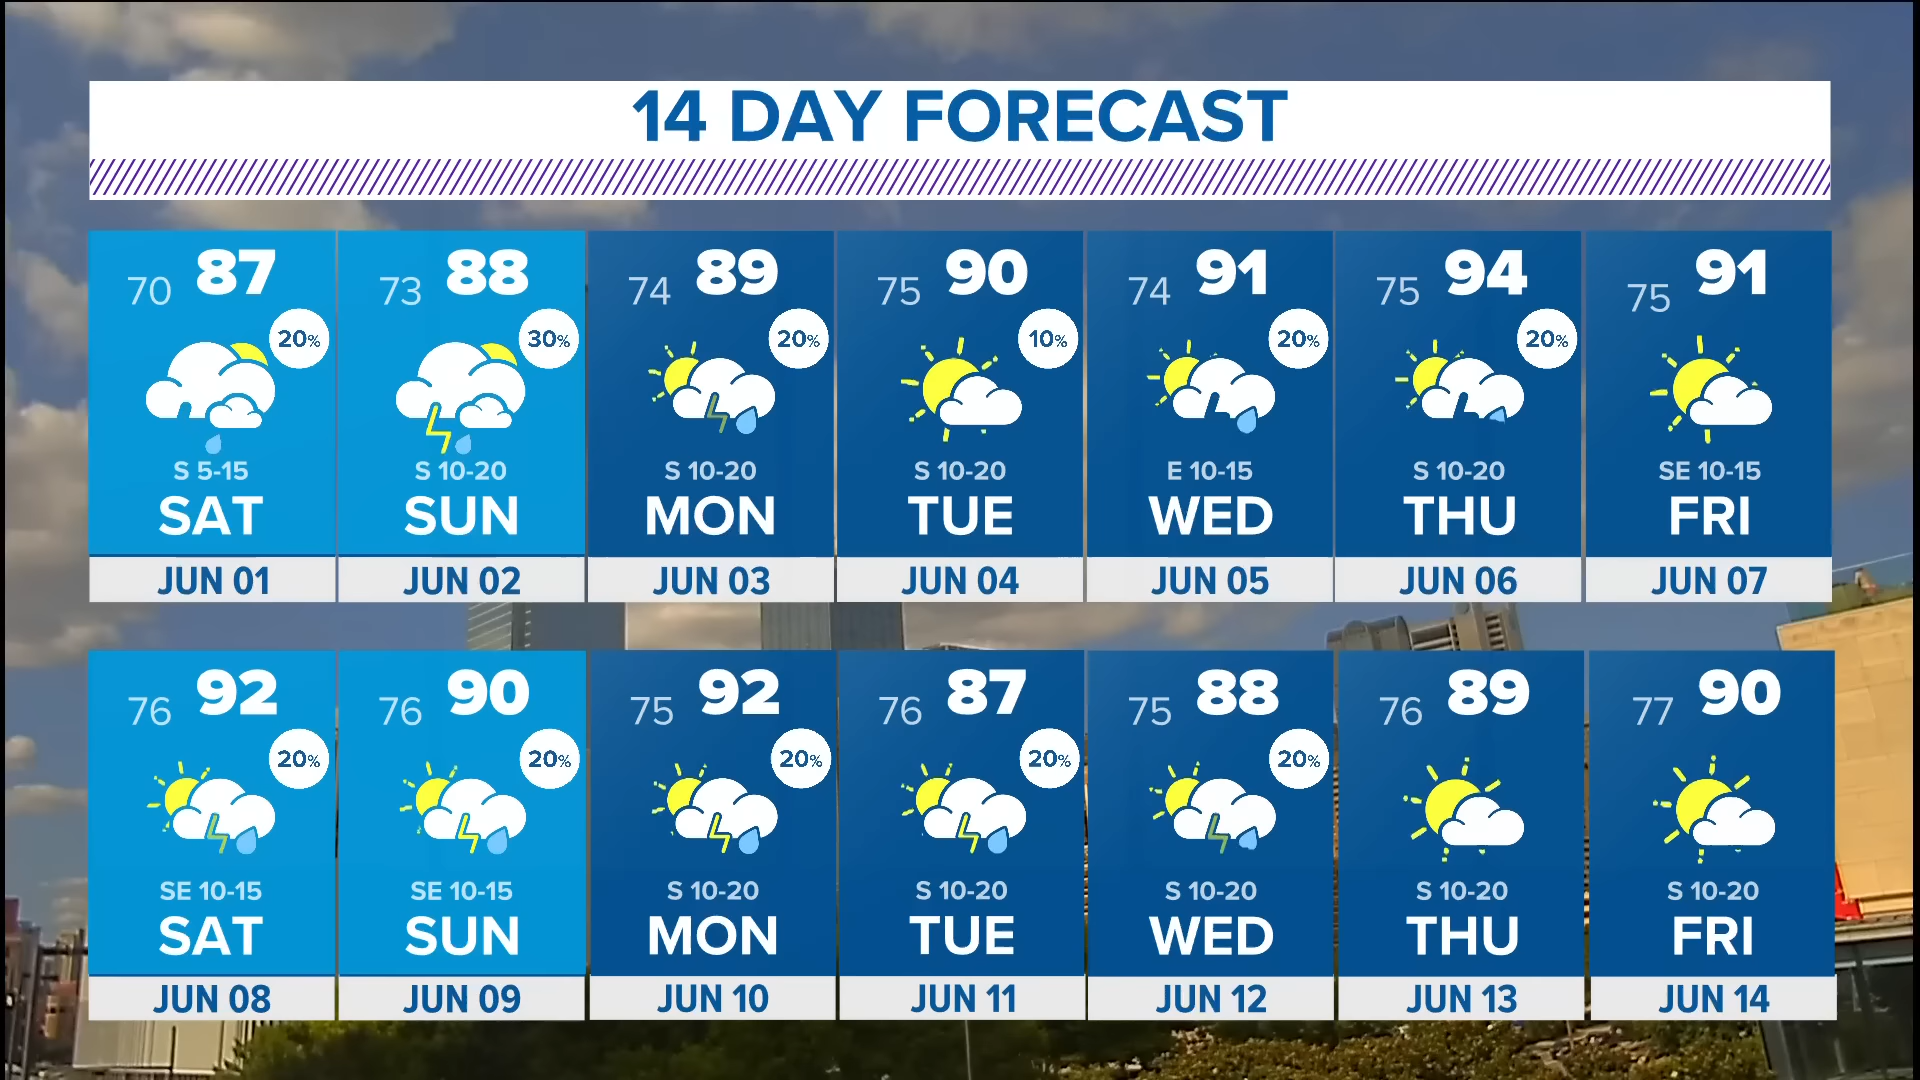 14 DAY FORECAST
70 87 73 88 74 89 75 90 74 91 75 94 75 91
20% 30% 20% 10% 20% 20%
S 5-15 S 10-20 S 10-20 S 10-20 E 10-15 S 10-20 SE 10-15
SAT SUN MON TUE WED THU FRI
JUN 01 JUN 02 JUN 03 JUN 04 JUN 05 JUN 06 JUN 07
76 92 76 90 75 92 76 87 75 88 76 89 77 90
20% 20% 20% 20% 20%
SE 10-15 SE 10-15 S 10-20 S 10-20 S 10-20 S 10-20 S 10-20
SAT SUN MON TUE WED THU FRI
JUN 08 JUN 09 JUN 10 JUN 11 JUN 12 JUN 13 JUN 14